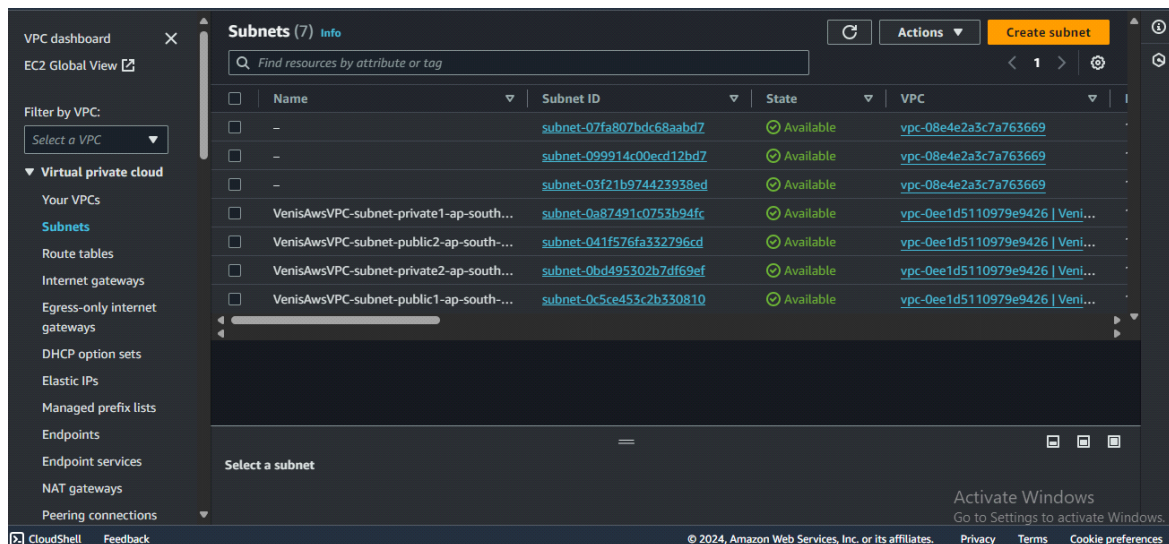 VPC dashboard
EC2 Global View
Filter by VPC:
Select a VPC
Virtual private cloud
Your VPCs
Subnets
Route tables
Internet gateways
Egress-only internet
gateways
DHCP option sets
Elastic IPs
Managed prefix lists
Endpoints
Endpoint services
NAT gateways
Peering connections
Subnets (7) Info
Actions
Create subnet
Find resources by attribute or tag
1
Name Subnet ID State VPC
– subnet-07fa807bdc68aabd7 Available vpc-08e4e2a3c7a763669
– subnet-099914c00ecd12bd7 Available vpc-08e4e2a3c7a763669
– subnet-03f21b974423938ed Available vpc-08e4e2a3c7a763669
VenisAwsVPC-subnet-private1-ap-south... subnet-0a87491c0753b94fc Available vpc-0ee1d5110979e9426 | Veni...
VenisAwsVPC-subnet-public2-ap-south-... subnet-041f576fa332796cd Available vpc-0ee1d5110979e9426 | Veni...
VenisAwsVPC-subnet-private2-ap-south... subnet-0bd495302b7df69ef Available vpc-0ee1d5110979e9426 | Veni...
VenisAwsVPC-subnet-public1-ap-south-... subnet-0c5ce453c2b330810 Available vpc-0ee1d5110979e9426 | Veni...
Select a subnet
Activate Windows
Go to Settings to activate Windows.
CloudShell Feedback © 2024, Amazon Web Services, Inc. or its affiliates. Privacy Terms Cookie preferences